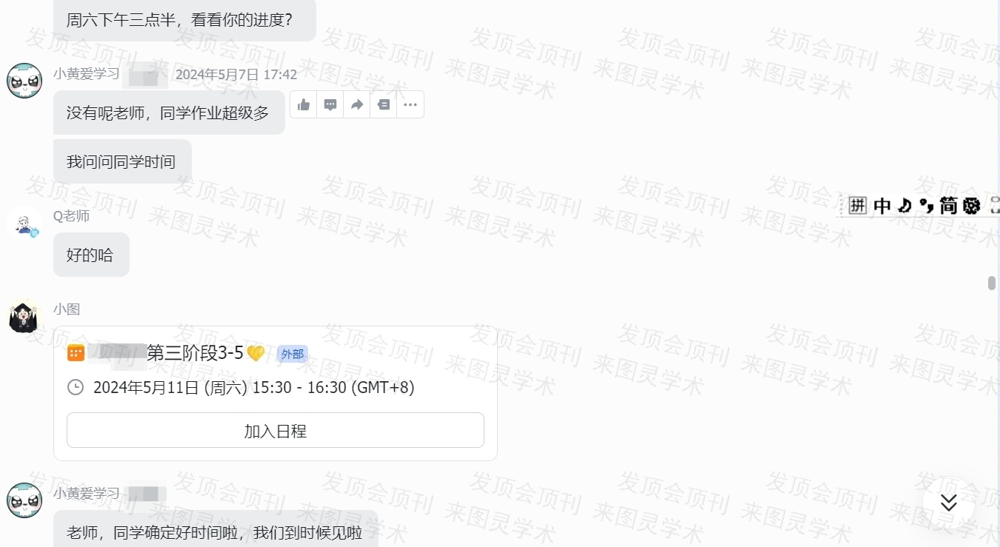 周六下午三点半，看看你的进度？
小黄爱学习 2024年5月7日 17:42
没有呢老师，同学作业超级多
我问问同学时间
拼 中 简
Q老师
好的哈
小图
第三阶段3-5 外部
2024年5月11日 (周六) 15:30 - 16:30 (GMT+8)
加入日程
小黄爱学习
老师，同学确定好时间啦，我们到时候见啦
发顶会顶刊
来图灵学术